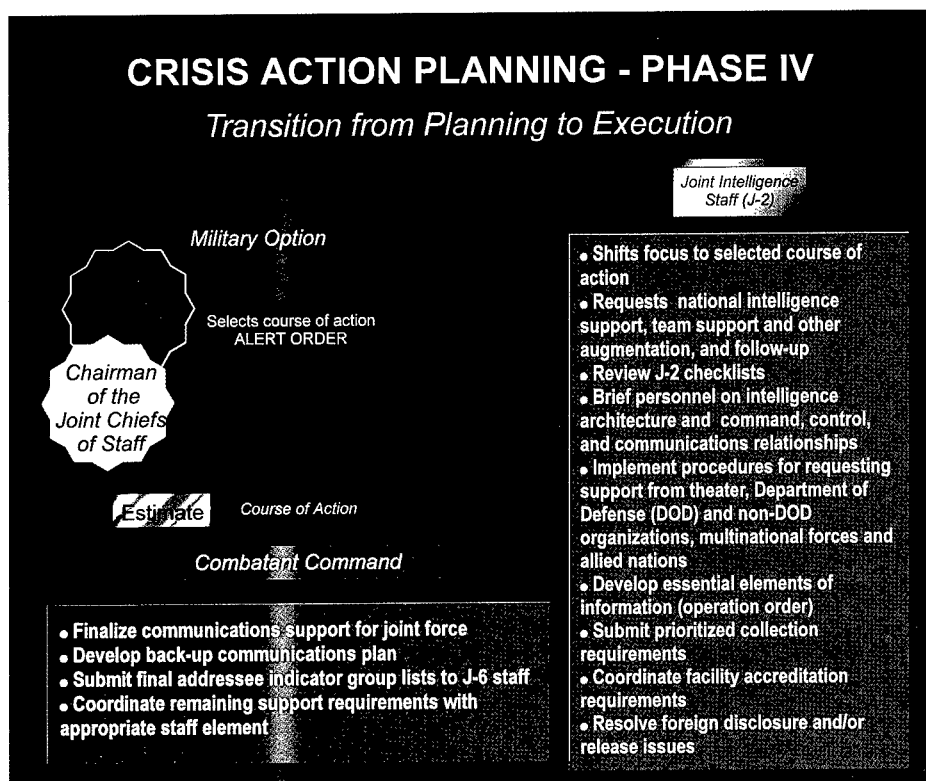 CRISIS ACTION PLANNING - PHASE IV
Transition from Planning to Execution
Joint Intelligence
Staff (J-2)
Military Option
Selects course of action
ALERT ORDER
Chairman
of the
Joint Chiefs
of Staff
Estimate
Course of Action
Combatant Command
• Finalize communications support for joint force
• Develop back-up communications plan
• Submit final addressee indicator group lists to J-6 staff
• Coordinate remaining support requirements with
appropriate staff element
• Shifts focus to selected course of
action
• Requests national intelligence
support, team support and other
augmentation, and follow-up
• Review J-2 checklists
• Brief personnel on intelligence
architecture and command, control,
and communications relationships
• Implement procedures for requesting
support from theater, Department of
Defense (DOD) and non-DOD
organizations, multinational forces and
allied nations
• Develop essential elements of
information (operation order)
• Submit prioritized collection
requirements
• Coordinate facility accreditation
requirements
• Resolve foreign disclosure and/or
release issues